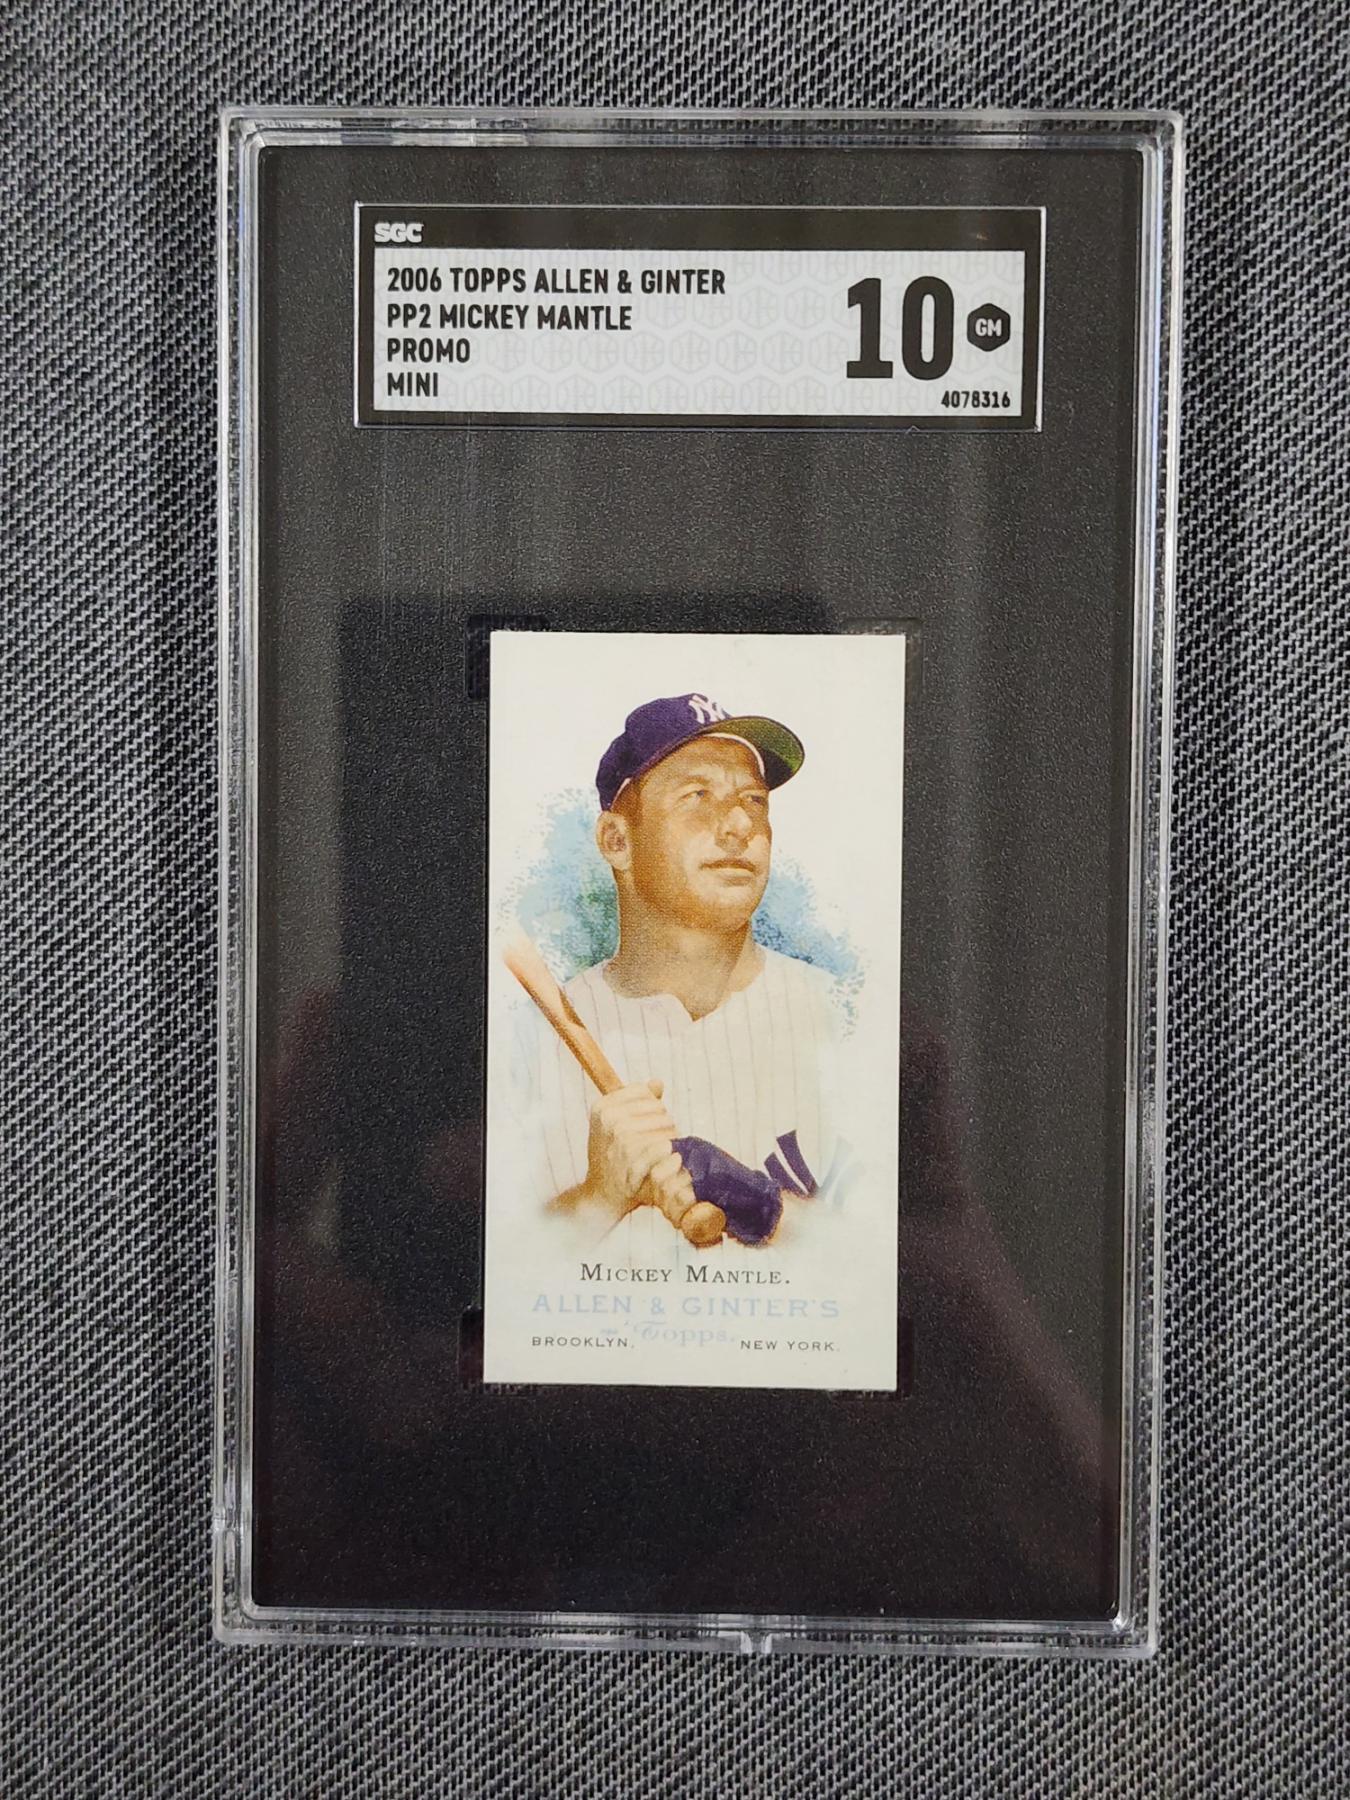 SGC
2006 TOPPS ALLEN & GINTER
PP2 MICKEY MANTLE
PROMO
MINI
10 GM
4078316
NY
MICKEY MANTLE.
ALLEN & GINTER'S
Topps.
BROOKLYN, NEW YORK.